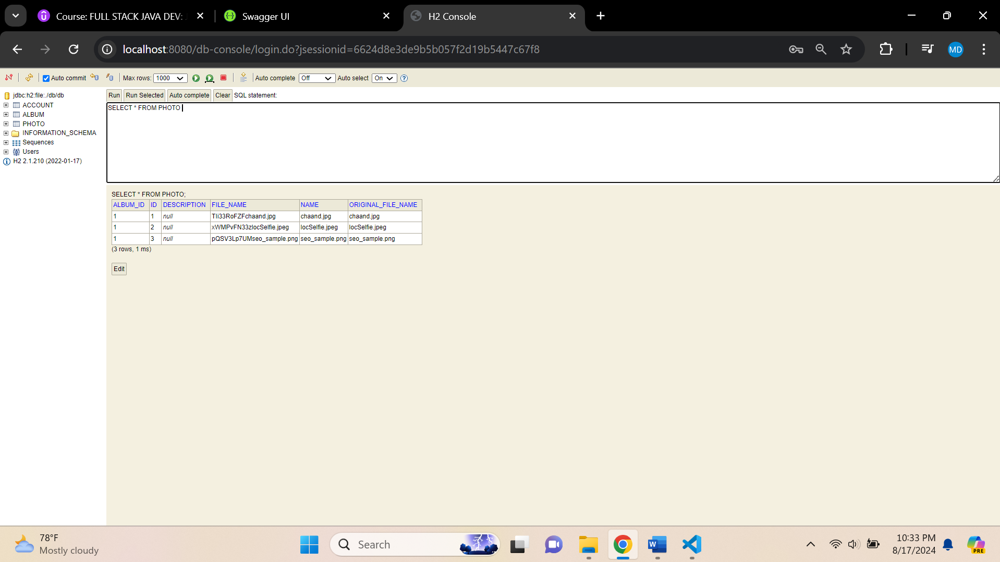 Course: FULL STACK JAVA DEV:
Swagger UI
H2 Console
localhost:8080/db-console/login.do?jsessionid=6624d8e3de9b5b057f2d19b5447c67f8
MD
Auto commit Max rows: 1000 Auto complete Off Auto select On
jdbc:h2:file:./db/db
ACCOUNT
ALBUM
PHOTO
INFORMATION_SCHEMA
Sequences
Users
H2 2.1.210 (2022-01-17)
Run Run Selected Auto complete Clear SQL statement:
SELECT * FROM PHOTO
SELECT * FROM PHOTO;
ALBUM_ID ID DESCRIPTION FILE_NAME NAME ORIGINAL_FILE_NAME
1 1 null Tli33RoFZFchaand.jpg chaand.jpg chaand.jpg
1 2 null xWMPvFN33zlocSelfie.jpeg locSelfie.jpeg locSelfie.jpeg
1 3 null pQSV3Lp7UMseo_sample.png seo_sample.png seo_sample.png
(3 rows, 1 ms)
Edit
78°F
Mostly cloudy
Search
W
10:33 PM
8/17/2024
PRE